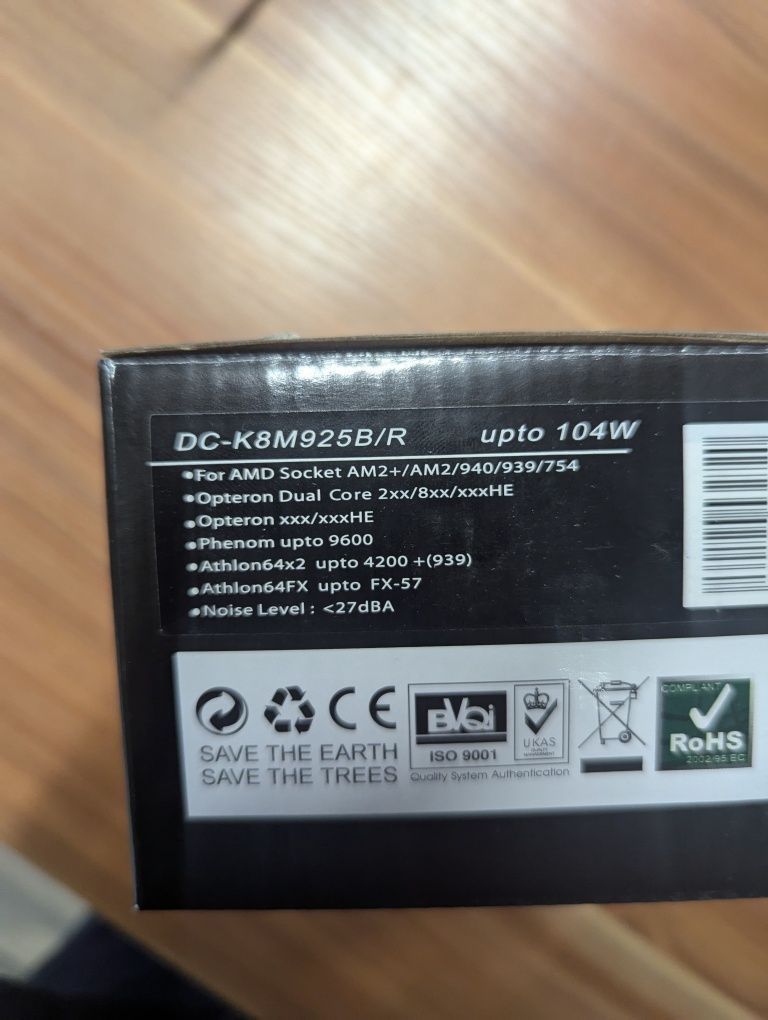 DC-K8M925B/R upto 104W
•For AMD Socket AM2+/AM2/940/939/754
•Opteron Dual Core 2xx/8xx/xxxHE
•Opteron xxx/xxxHE
•Phenom upto 9600
•Athlon64x2 upto 4200 +(939)
•Athlon64FX upto FX-57
•Noise Level : <27dBA
CE
SAVE THE EARTH
SAVE THE TREES
BVQi
ISO 9001
UKAS
QUALITY
MANAGEMENT
Quality System Authentication
COMPLIANT
RoHS
2002/95/EC